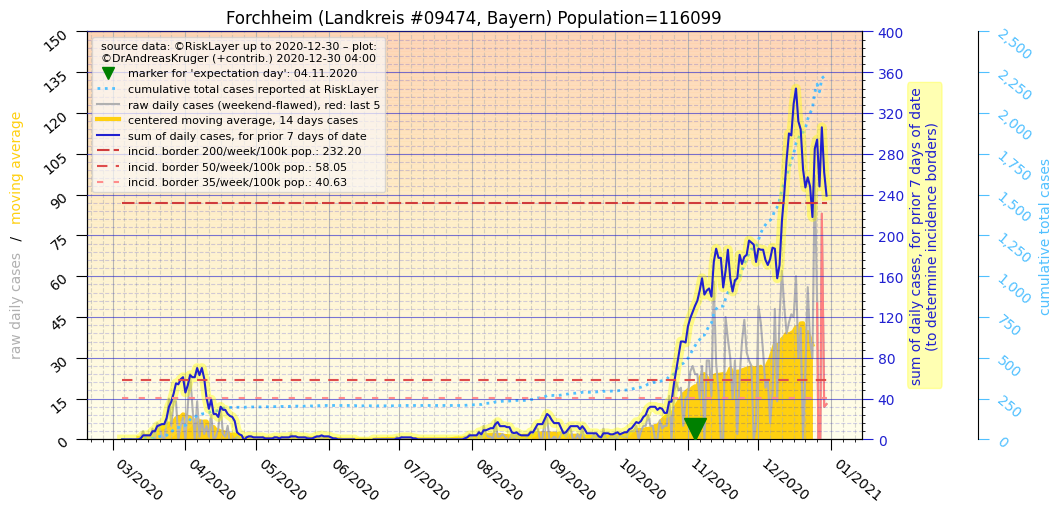 Forchheim (Landkreis #09474, Bayern) Population=116099
source data: ©RiskLayer up to 2020-12-30 – plot:
©DrAndreasKruger (+contrib.) 2020-12-30 04:00
marker for 'expectation day': 04.11.2020
cumulative total cases reported at RiskLayer
raw daily cases (weekend-flawed), red: last 5
centered moving average, 14 days cases
sum of daily cases, for prior 7 days of date
incid. border 200/week/100k pop.: 232.20
incid. border 50/week/100k pop.: 58.05
incid. border 35/week/100k pop.: 40.63
raw daily cases / moving average
150
135
120
105
90
75
60
45
30
15
0
03/2020
04/2020
05/2020
06/2020
07/2020
08/2020
09/2020
10/2020
11/2020
12/2020
01/2021
400
360
320
280
240
200
160
120
80
40
0
sum of daily cases, for prior 7 days of date
(to determine incidence borders)
2,500
2,250
2,000
1,750
1,500
1,250
1,000
750
500
250
0
cumulative total cases